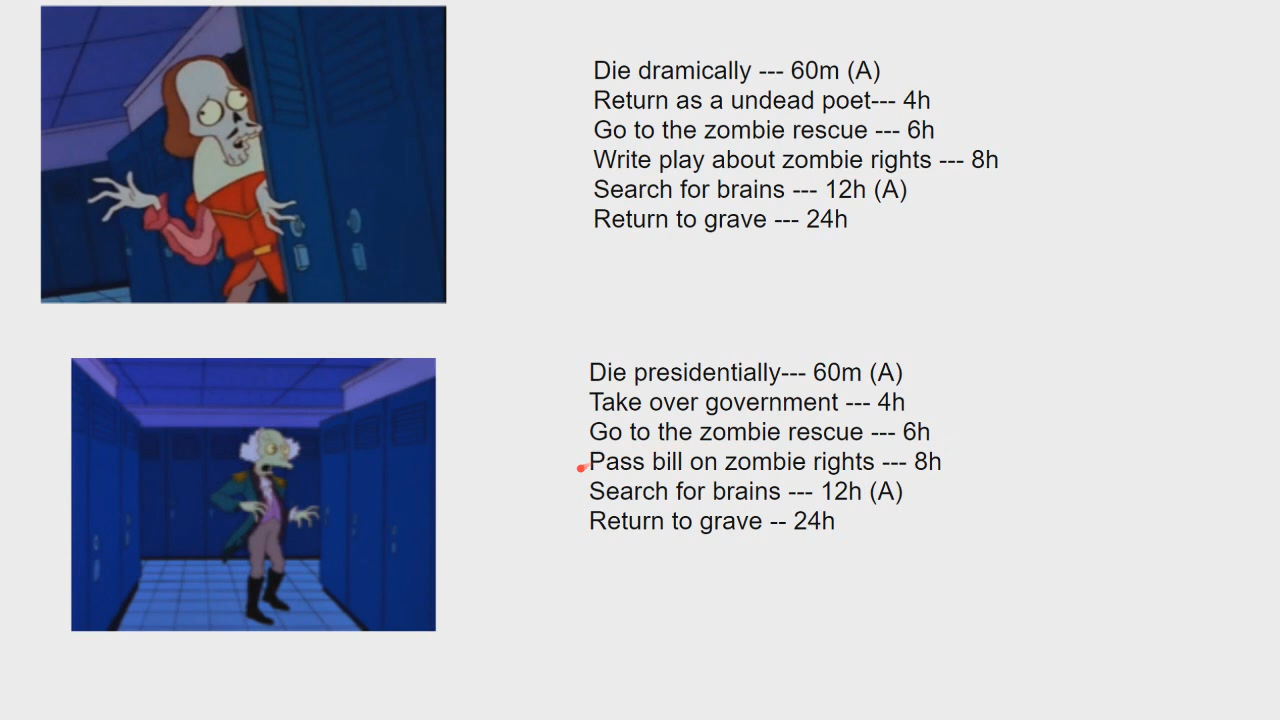 Die dramically --- 60m (A)
Return as a undead poet--- 4h
Go to the zombie rescue --- 6h
Write play about zombie rights --- 8h
Search for brains --- 12h (A)
Return to grave --- 24h
Die presidentially--- 60m (A)
Take over government --- 4h
Go to the zombie rescue --- 6h
Pass bill on zombie rights --- 8h
Search for brains --- 12h (A)
Return to grave -- 24h